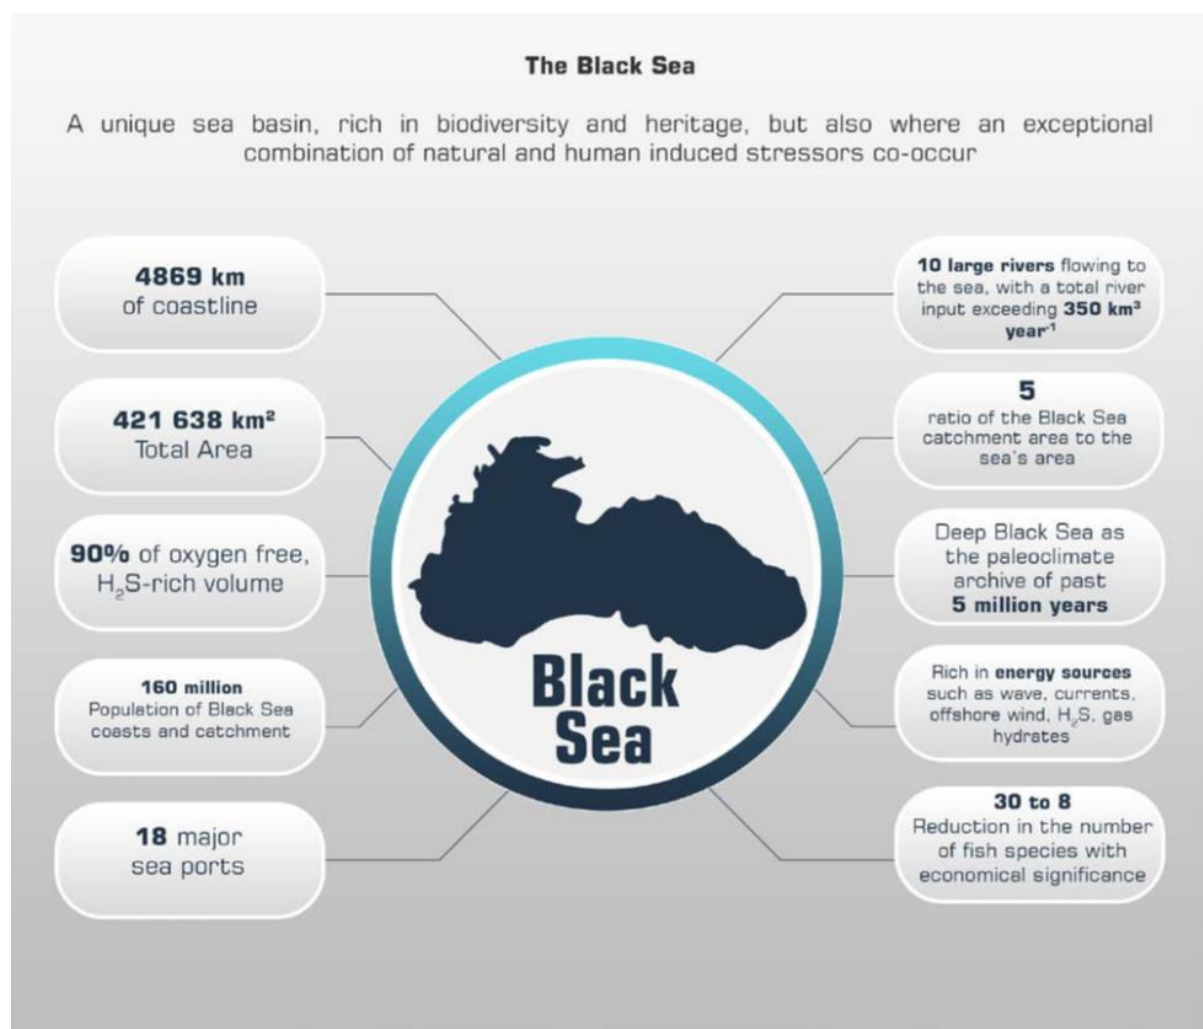 The Black Sea
A unique sea basin, rich in biodiversity and heritage, but also where an exceptional
combination of natural and human induced stressors co-occur
4869 km
of coastline
421 638 km²
Total Area
90% of oxygen free,
H₂S-rich volume
160 million
Population of Black Sea
coasts and catchment
18 major
sea ports
Black
Sea
10 large rivers flowing to
the sea, with a total river
input exceeding 350 km³
year⁻¹
5
ratio of the Black Sea
catchment area to the
sea's area
Deep Black Sea as
the paleoclimate
archive of past
5 million years
Rich in energy sources
such as wave, currents,
offshore wind, H₂S, gas
hydrates
30 to 8
Reduction in the number
of fish species with
economical significance